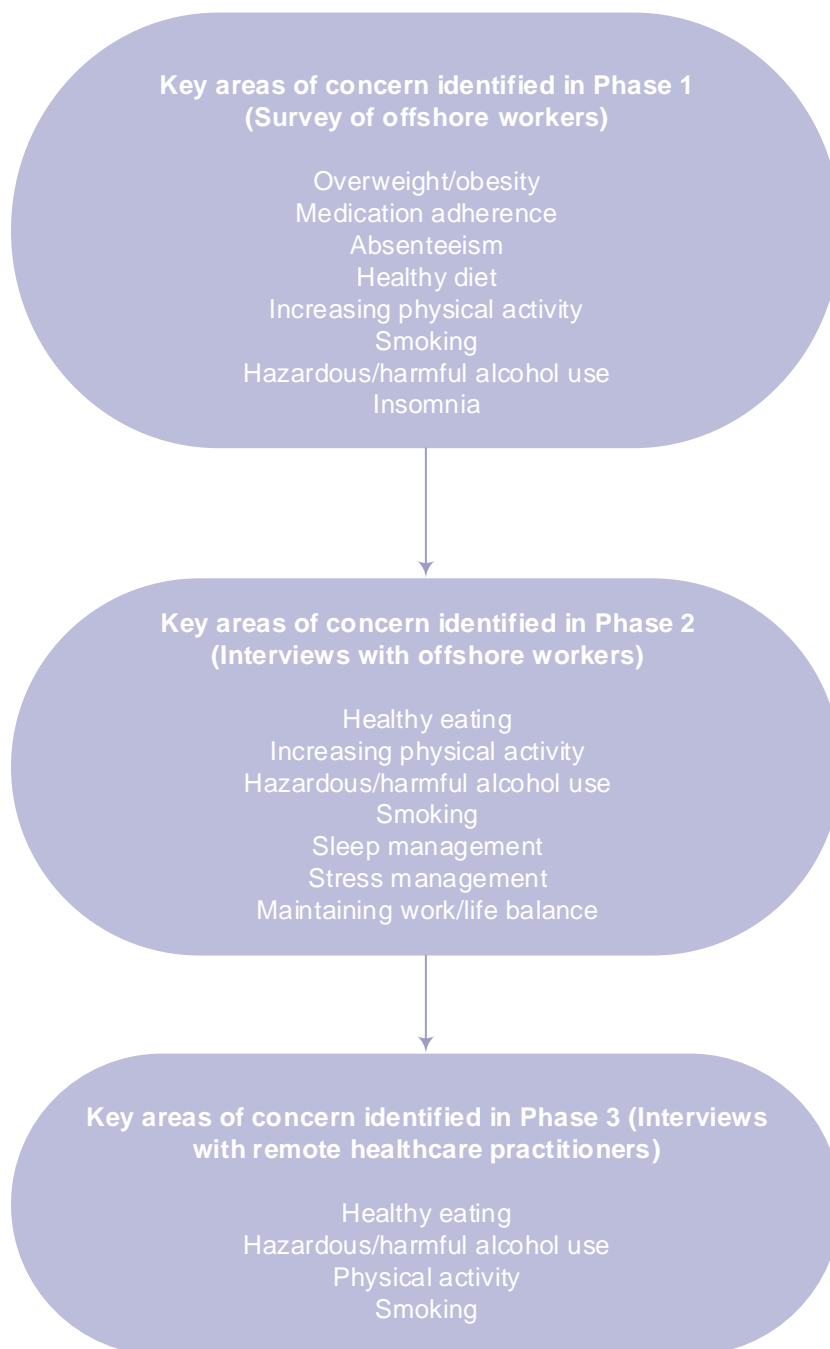 Key areas of concern identified in Phase 1
(Survey of offshore workers)
Overweight/obesity
Medication adherence
Absenteeism
Healthy diet
Increasing physical activity
Smoking
Hazardous/harmful alcohol use
Insomnia
Key areas of concern identified in Phase 2
(Interviews with offshore workers)
Healthy eating
Increasing physical activity
Hazardous/harmful alcohol use
Smoking
Sleep management
Stress management
Maintaining work/life balance
Key areas of concern identified in Phase 3 (Interviews
with remote healthcare practitioners)
Healthy eating
Hazardous/harmful alcohol use
Physical activity
Smoking